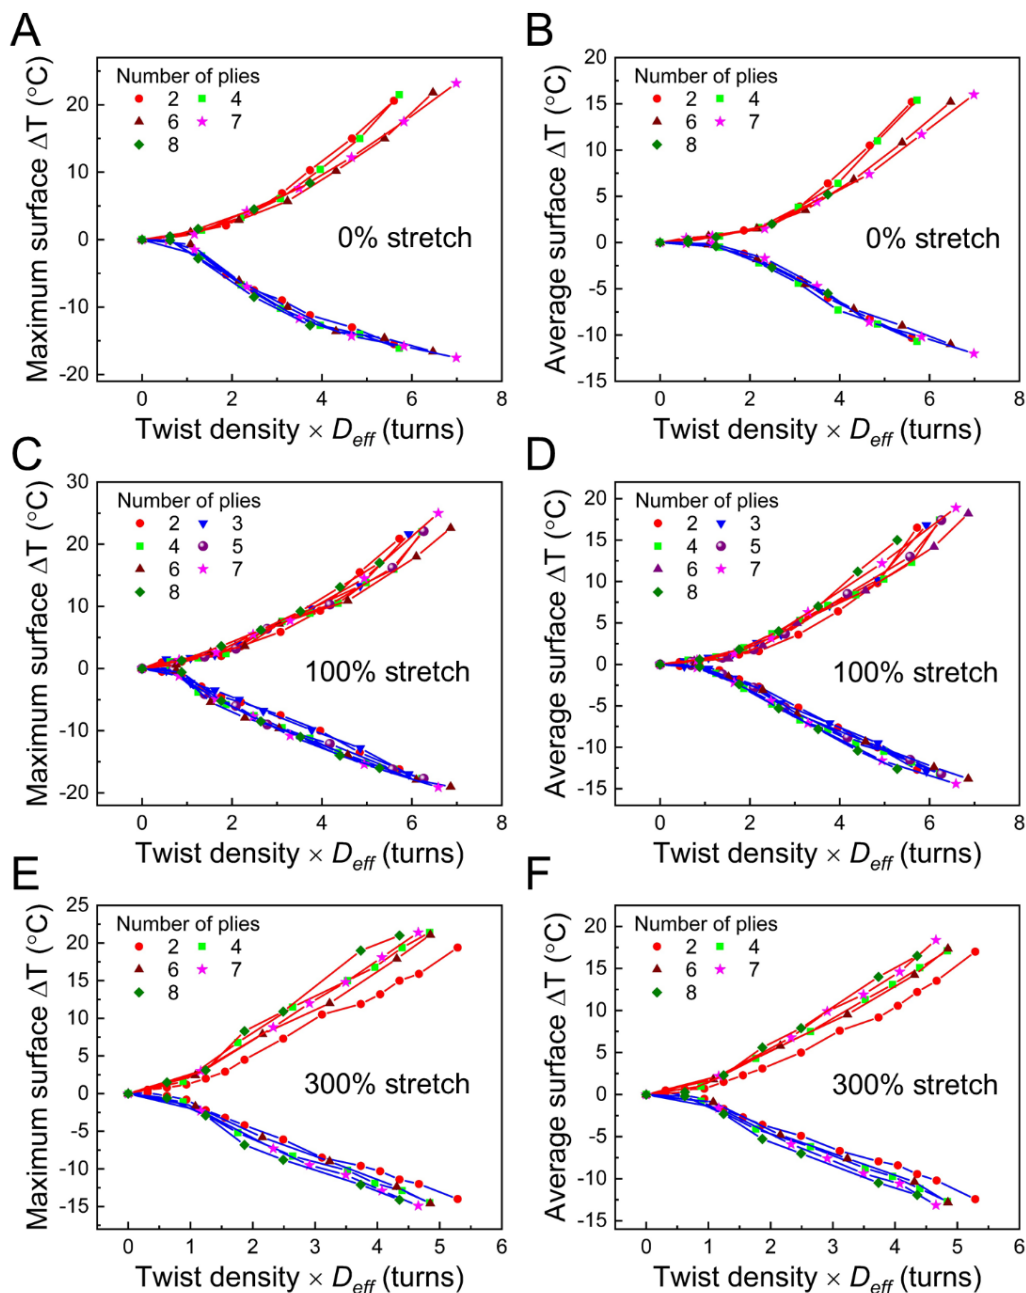 A
Maximum surface ΔT (°C)
Number of plies
2 4
6 7
8
20
10
0
-10
-20
0% stretch
0 2 4 6 8
Twist density × Deff (turns)
B
Average surface ΔT (°C)
Number of plies
2 4
6 7
8
20
15
10
5
0
-5
-10
-15
0% stretch
0 2 4 6 8
Twist density × Deff (turns)
C
Maximum surface ΔT (°C)
Number of plies
2 3
4 5
6 7
8
30
20
10
0
-10
-20
100% stretch
0 2 4 6 8
Twist density × Deff (turns)
D
Average surface ΔT (°C)
Number of plies
2 3
4 5
6 7
8
20
15
10
5
0
-5
-10
-15
100% stretch
0 2 4 6 8
Twist density × Deff (turns)
E
Maximum surface ΔT (°C)
Number of plies
2 4
6 7
8
25
20
15
10
5
0
-5
-10
-15
300% stretch
0 1 2 3 4 5 6
Twist density × Deff (turns)
F
Average surface ΔT (°C)
Number of plies
2 4
6 7
8
20
15
10
5
0
-5
-10
-15
300% stretch
0 1 2 3 4 5 6
Twist density × Deff (turns)